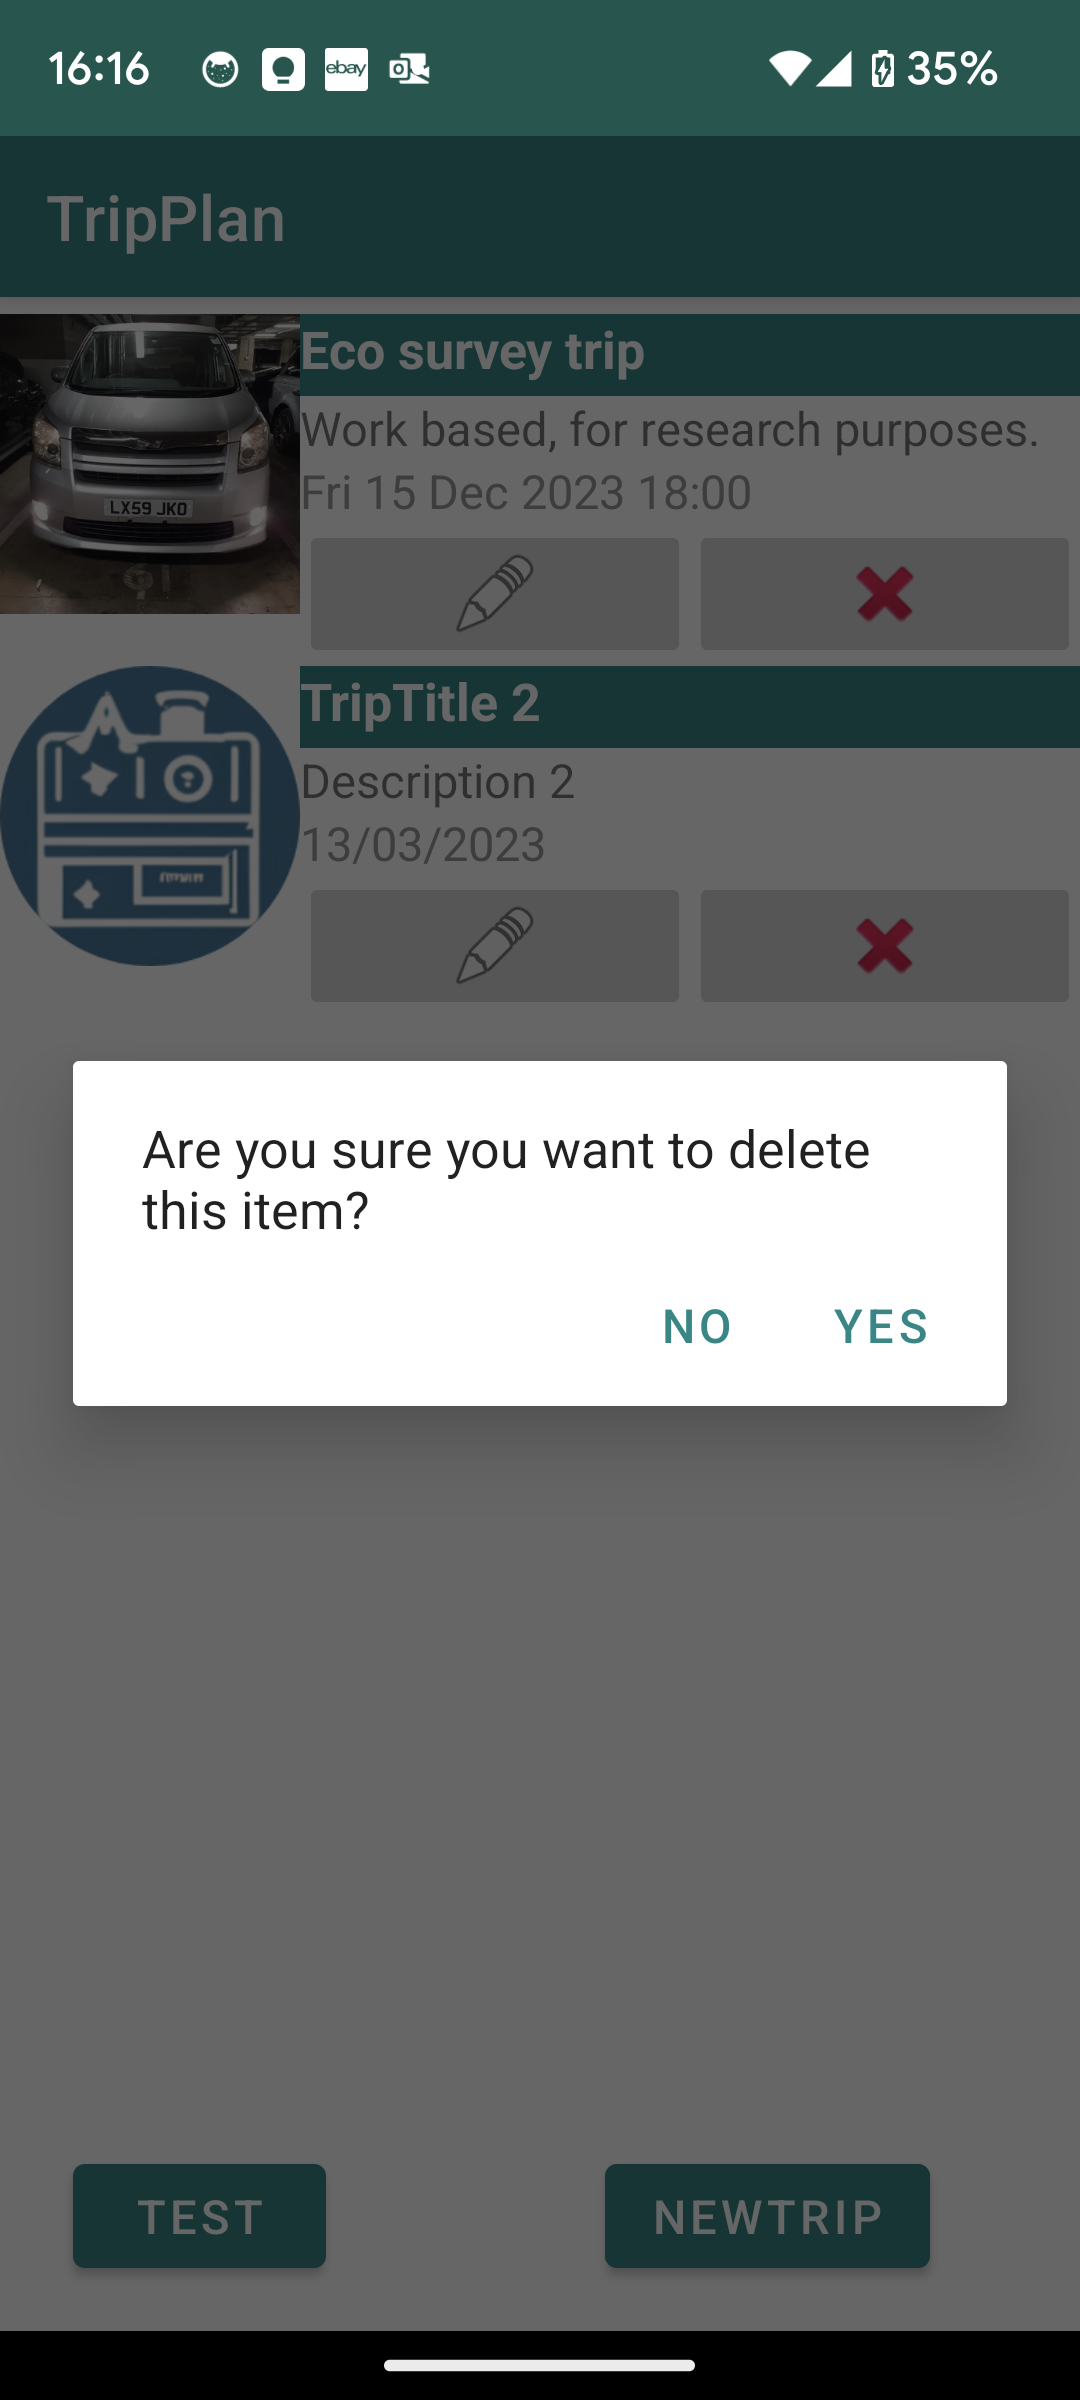 16:16
ebay
35%
TripPlan
Eco survey trip
Work based, for research purposes.
Fri 15 Dec 2023 18:00
LX59 JKO
TripTitle 2
Description 2
13/03/2023
Are you sure you want to delete
this item?
NO YES
TEST NEWTRIP